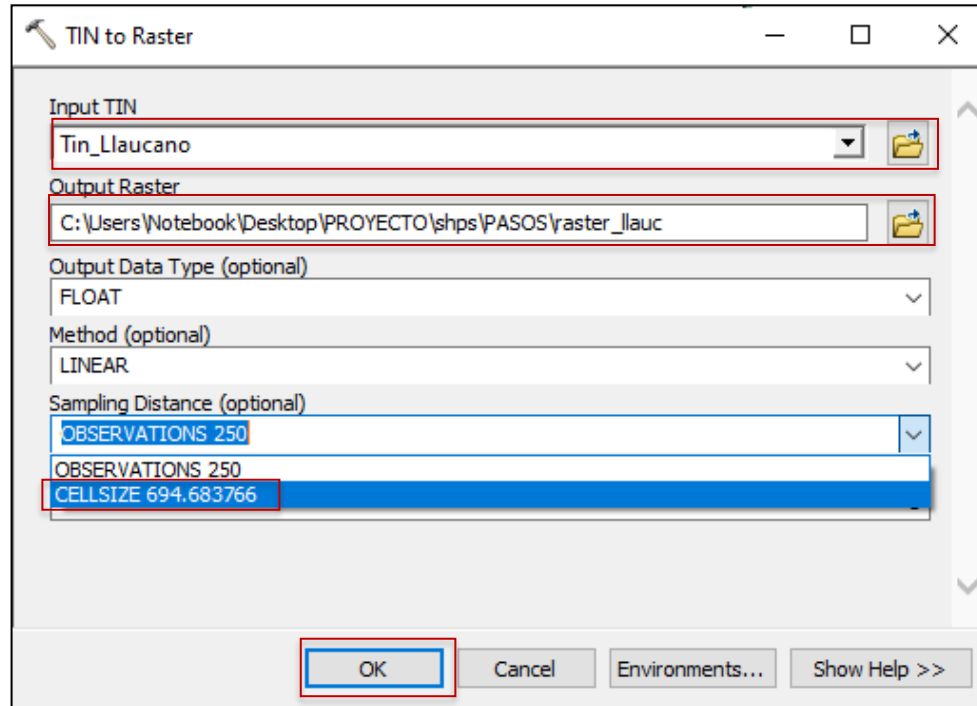 TIN to Raster
Input TIN
Tin_Llaucano
Output Raster
C:\Users\Notebook\Desktop\PROYECTO\shps\PASOS\raster_llauc
Output Data Type (optional)
FLOAT
Method (optional)
LINEAR
Sampling Distance (optional)
OBSERVATIONS 250
OBSERVATIONS 250
CELLSIZE 694.683766
OK Cancel Environments... Show Help >>